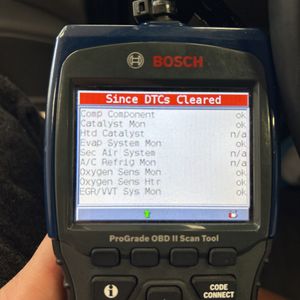 BOSCH
Since DTCs Cleared
Comp Component ok
Catalyst Mon ok
Htd Catalyst n/a
Evap System Mon ok
Sec Air System n/a
A/C Refrig Mon n/a
Oxygen Sens Mon ok
Oxygen Sens Htr ok
EGR/VVT Sys Mon ok
ProGrade OBD II Scan Tool
i
CODE
CONNECT